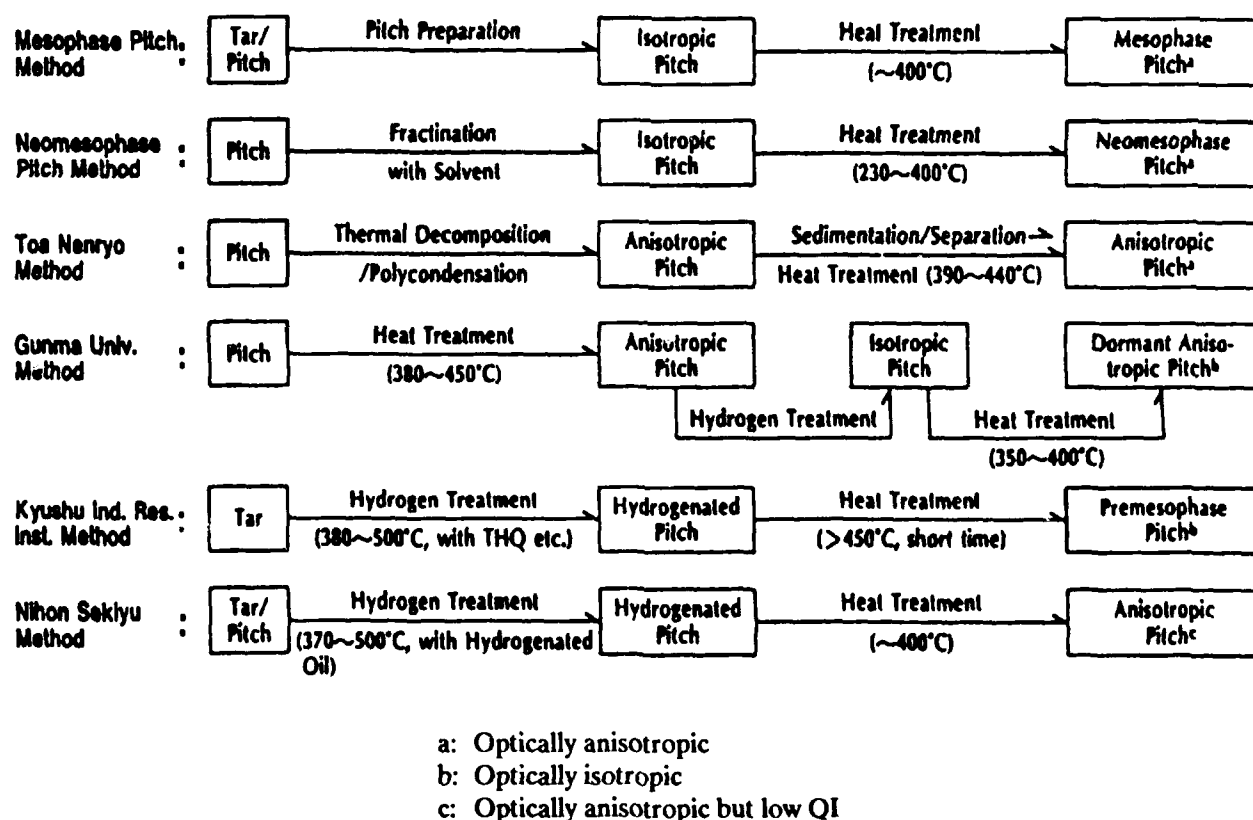 Mesophase Pitch
Method :
Tar/
Pitch
Pitch Preparation
Isotropic
Pitch
Heat Treatment
(~400°C)
Mesophase
Pitchᵃ
Neomesophase
Pitch Method :
Pitch
Fractination
with Solvent
Isotropic
Pitch
Heat Treatment
(230~400°C)
Neomesophase
Pitchᵃ
Toa Nenryo
Method :
Pitch
Thermal Decomposition
/Polycondensation
Anisotropic
Pitch
Sedimentation/Separation→
Heat Treatment (390~440°C)
Anisotropic
Pitchᵃ
Gunma Univ.
Method :
Pitch
Heat Treatment
(380~450°C)
Anisotropic
Pitch
Hydrogen Treatment
Isotropic
Pitch
Heat Treatment
(350~400°C)
Dormant Aniso-
tropic Pitchᵇ
Kyushu Ind. Res.
Inst. Method :
Tar
Hydrogen Treatment
(380~500°C, with THQ etc.)
Hydrogenated
Pitch
Heat Treatment
(>450°C, short time)
Premesophase
Pitchᵇ
Nihon Sekiyu
Method :
Tar/
Pitch
Hydrogen Treatment
(370~500°C, with Hydrogenated
Oil)
Hydrogenated
Pitch
Heat Treatment
(~400°C)
Anisotropic
Pitchᶜ
a: Optically anisotropic
b: Optically isotropic
c: Optically anisotropic but low QI